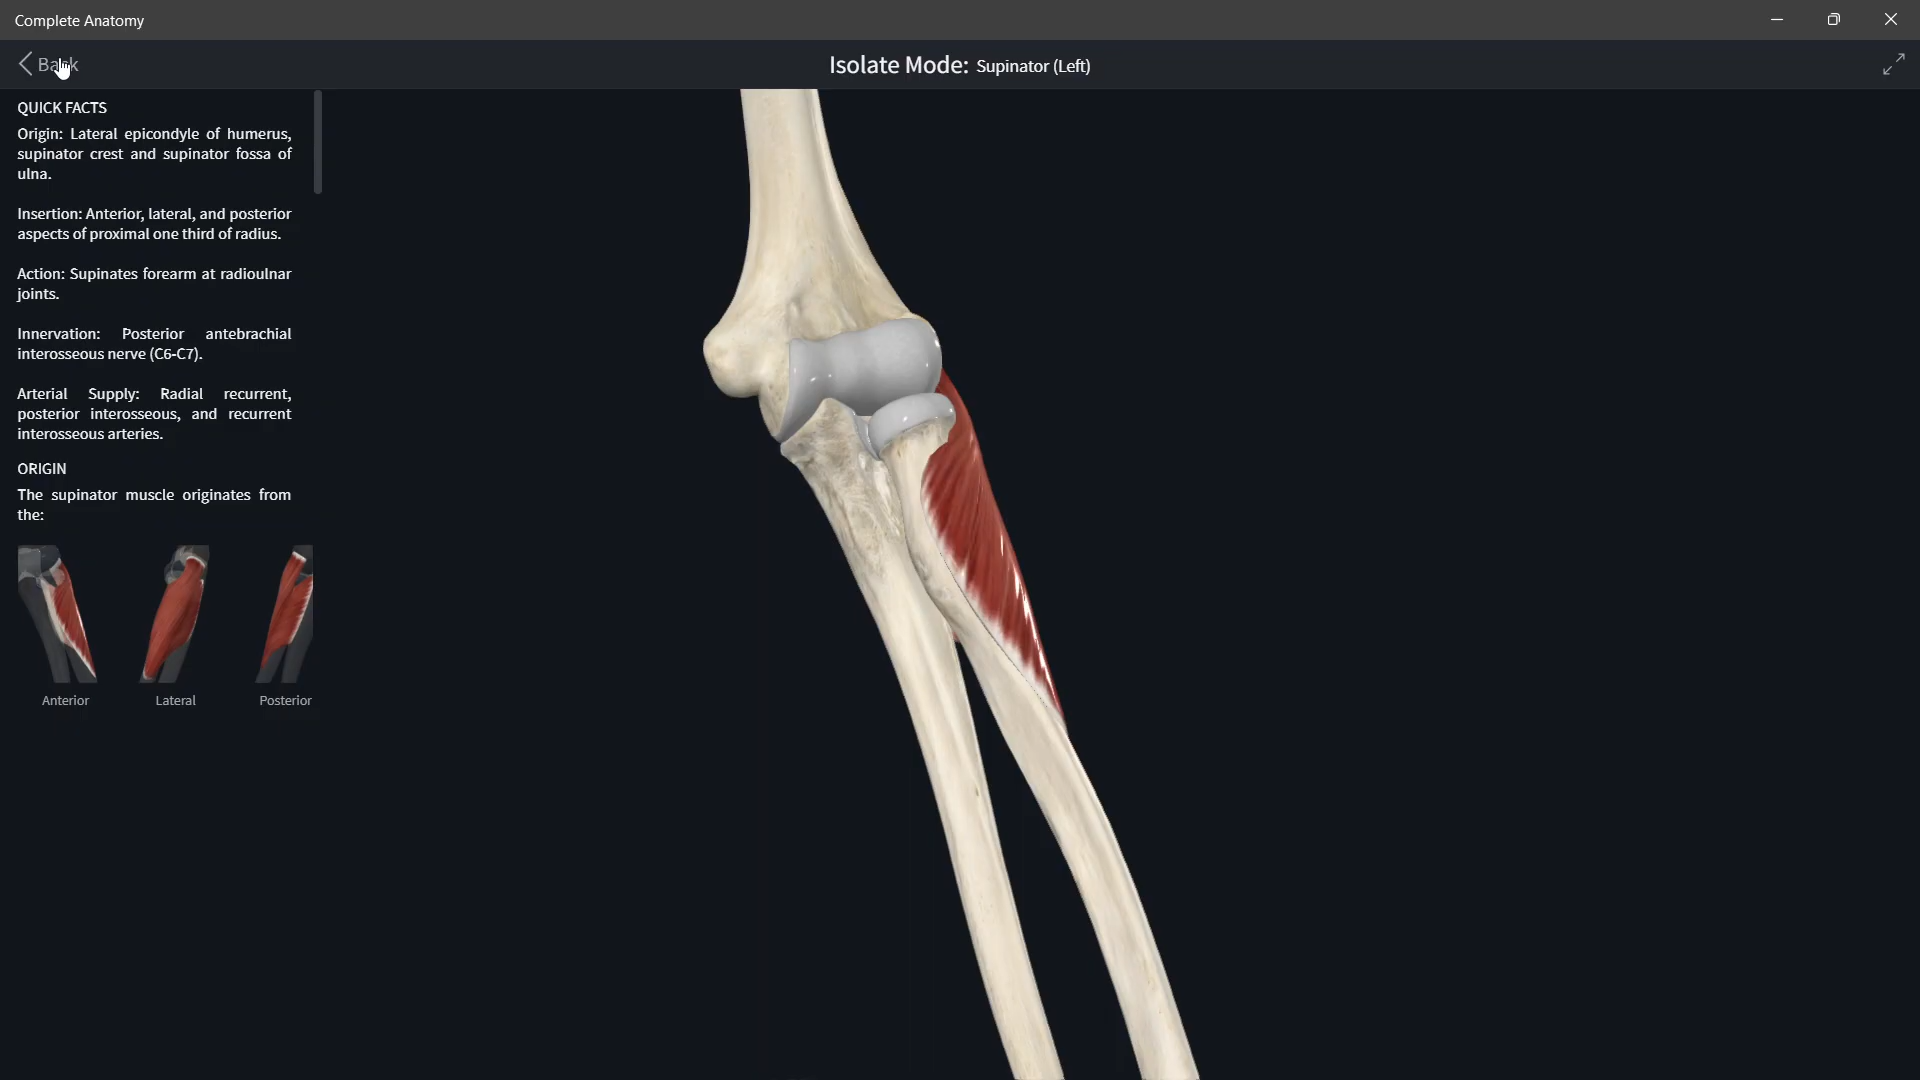 Complete Anatomy
Back
Isolate Mode: Supinator (Left)
QUICK FACTS
Origin: Lateral epicondyle of humerus,
supinator crest and supinator fossa of
ulna.
Insertion: Anterior, lateral, and posterior
aspects of proximal one third of radius.
Action: Supinates forearm at radioulnar
joints.
Innervation: Posterior antebrachial
interosseous nerve (C6-C7).
Arterial Supply: Radial recurrent,
posterior interosseous, and recurrent
interosseous arteries.
ORIGIN
The supinator muscle originates from
the:
Anterior
Lateral
Posterior